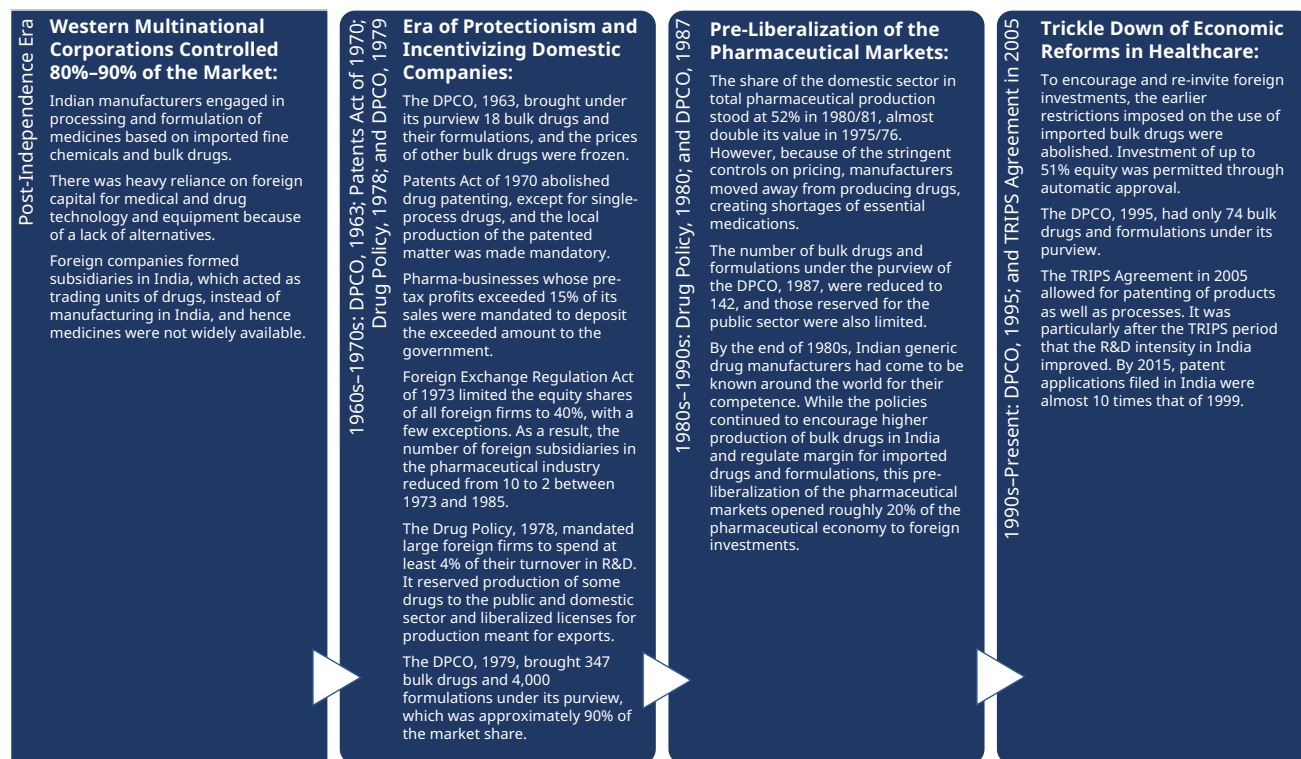 Post-Independence Era
Western Multinational
Corporations Controlled
80%–90% of the Market:
Indian manufacturers engaged in
processing and formulation of
medicines based on imported fine
chemicals and bulk drugs.
There was heavy reliance on foreign
capital for medical and drug
technology and equipment because
of a lack of alternatives.
Foreign companies formed
subsidiaries in India, which acted as
trading units of drugs, instead of
manufacturing in India, and hence
medicines were not widely available.
1960s–1970s: DPCO, 1963; Patents Act of 1970;
Drug Policy, 1978; and DPCO, 1979
Era of Protectionism and
Incentivizing Domestic
Companies:
The DPCO, 1963, brought under
its purview 18 bulk drugs and
their formulations, and the prices
of other bulk drugs were frozen.
Patents Act of 1970 abolished
drug patenting, except for single-
process drugs, and the local
production of the patented
matter was made mandatory.
Pharma-businesses whose pre-
tax profits exceeded 15% of its
sales were mandated to deposit
the exceeded amount to the
government.
Foreign Exchange Regulation Act
of 1973 limited the equity shares
of all foreign firms to 40%, with a
few exceptions. As a result, the
number of foreign subsidiaries in
the pharmaceutical industry
reduced from 10 to 2 between
1973 and 1985.
The Drug Policy, 1978, mandated
large foreign firms to spend at
least 4% of their turnover in R&D.
It reserved production of some
drugs to the public and domestic
sector and liberalized licenses for
production meant for exports.
The DPCO, 1979, brought 347
bulk drugs and 4,000
formulations under its purview,
which was approximately 90% of
the market share.
1980s–1990s: Drug Policy, 1980; and DPCO, 1987
Pre-Liberalization of the
Pharmaceutical Markets:
The share of the domestic sector in
total pharmaceutical production
stood at 52% in 1980/81, almost
double its value in 1975/76.
However, because of the stringent
controls on pricing, manufacturers
moved away from producing drugs,
creating shortages of essential
medications.
The number of bulk drugs and
formulations under the purview of
the DPCO, 1987, were reduced to
142, and those reserved for the
public sector were also limited.
By the end of 1980s, Indian generic
drug manufacturers had come to be
known around the world for their
competence. While the policies
continued to encourage higher
production of bulk drugs in India
and regulate margin for imported
drugs and formulations, this pre-
liberalization of the pharmaceutical
markets opened roughly 20% of the
pharmaceutical economy to foreign
investments.
1990s–Present: DPCO, 1995; and TRIPS Agreement in 2005
Trickle Down of Economic
Reforms in Healthcare:
To encourage and re-invite foreign
investments, the earlier
restrictions imposed on the use of
imported bulk drugs were
abolished. Investment of up to
51% equity was permitted through
automatic approval.
The DPCO, 1995, had only 74 bulk
drugs and formulations under its
purview.
The TRIPS Agreement in 2005
allowed for patenting of products
as well as processes. It was
particularly after the TRIPS period
that the R&D intensity in India
improved. By 2015, patent
applications filed in India were
almost 10 times that of 1999.